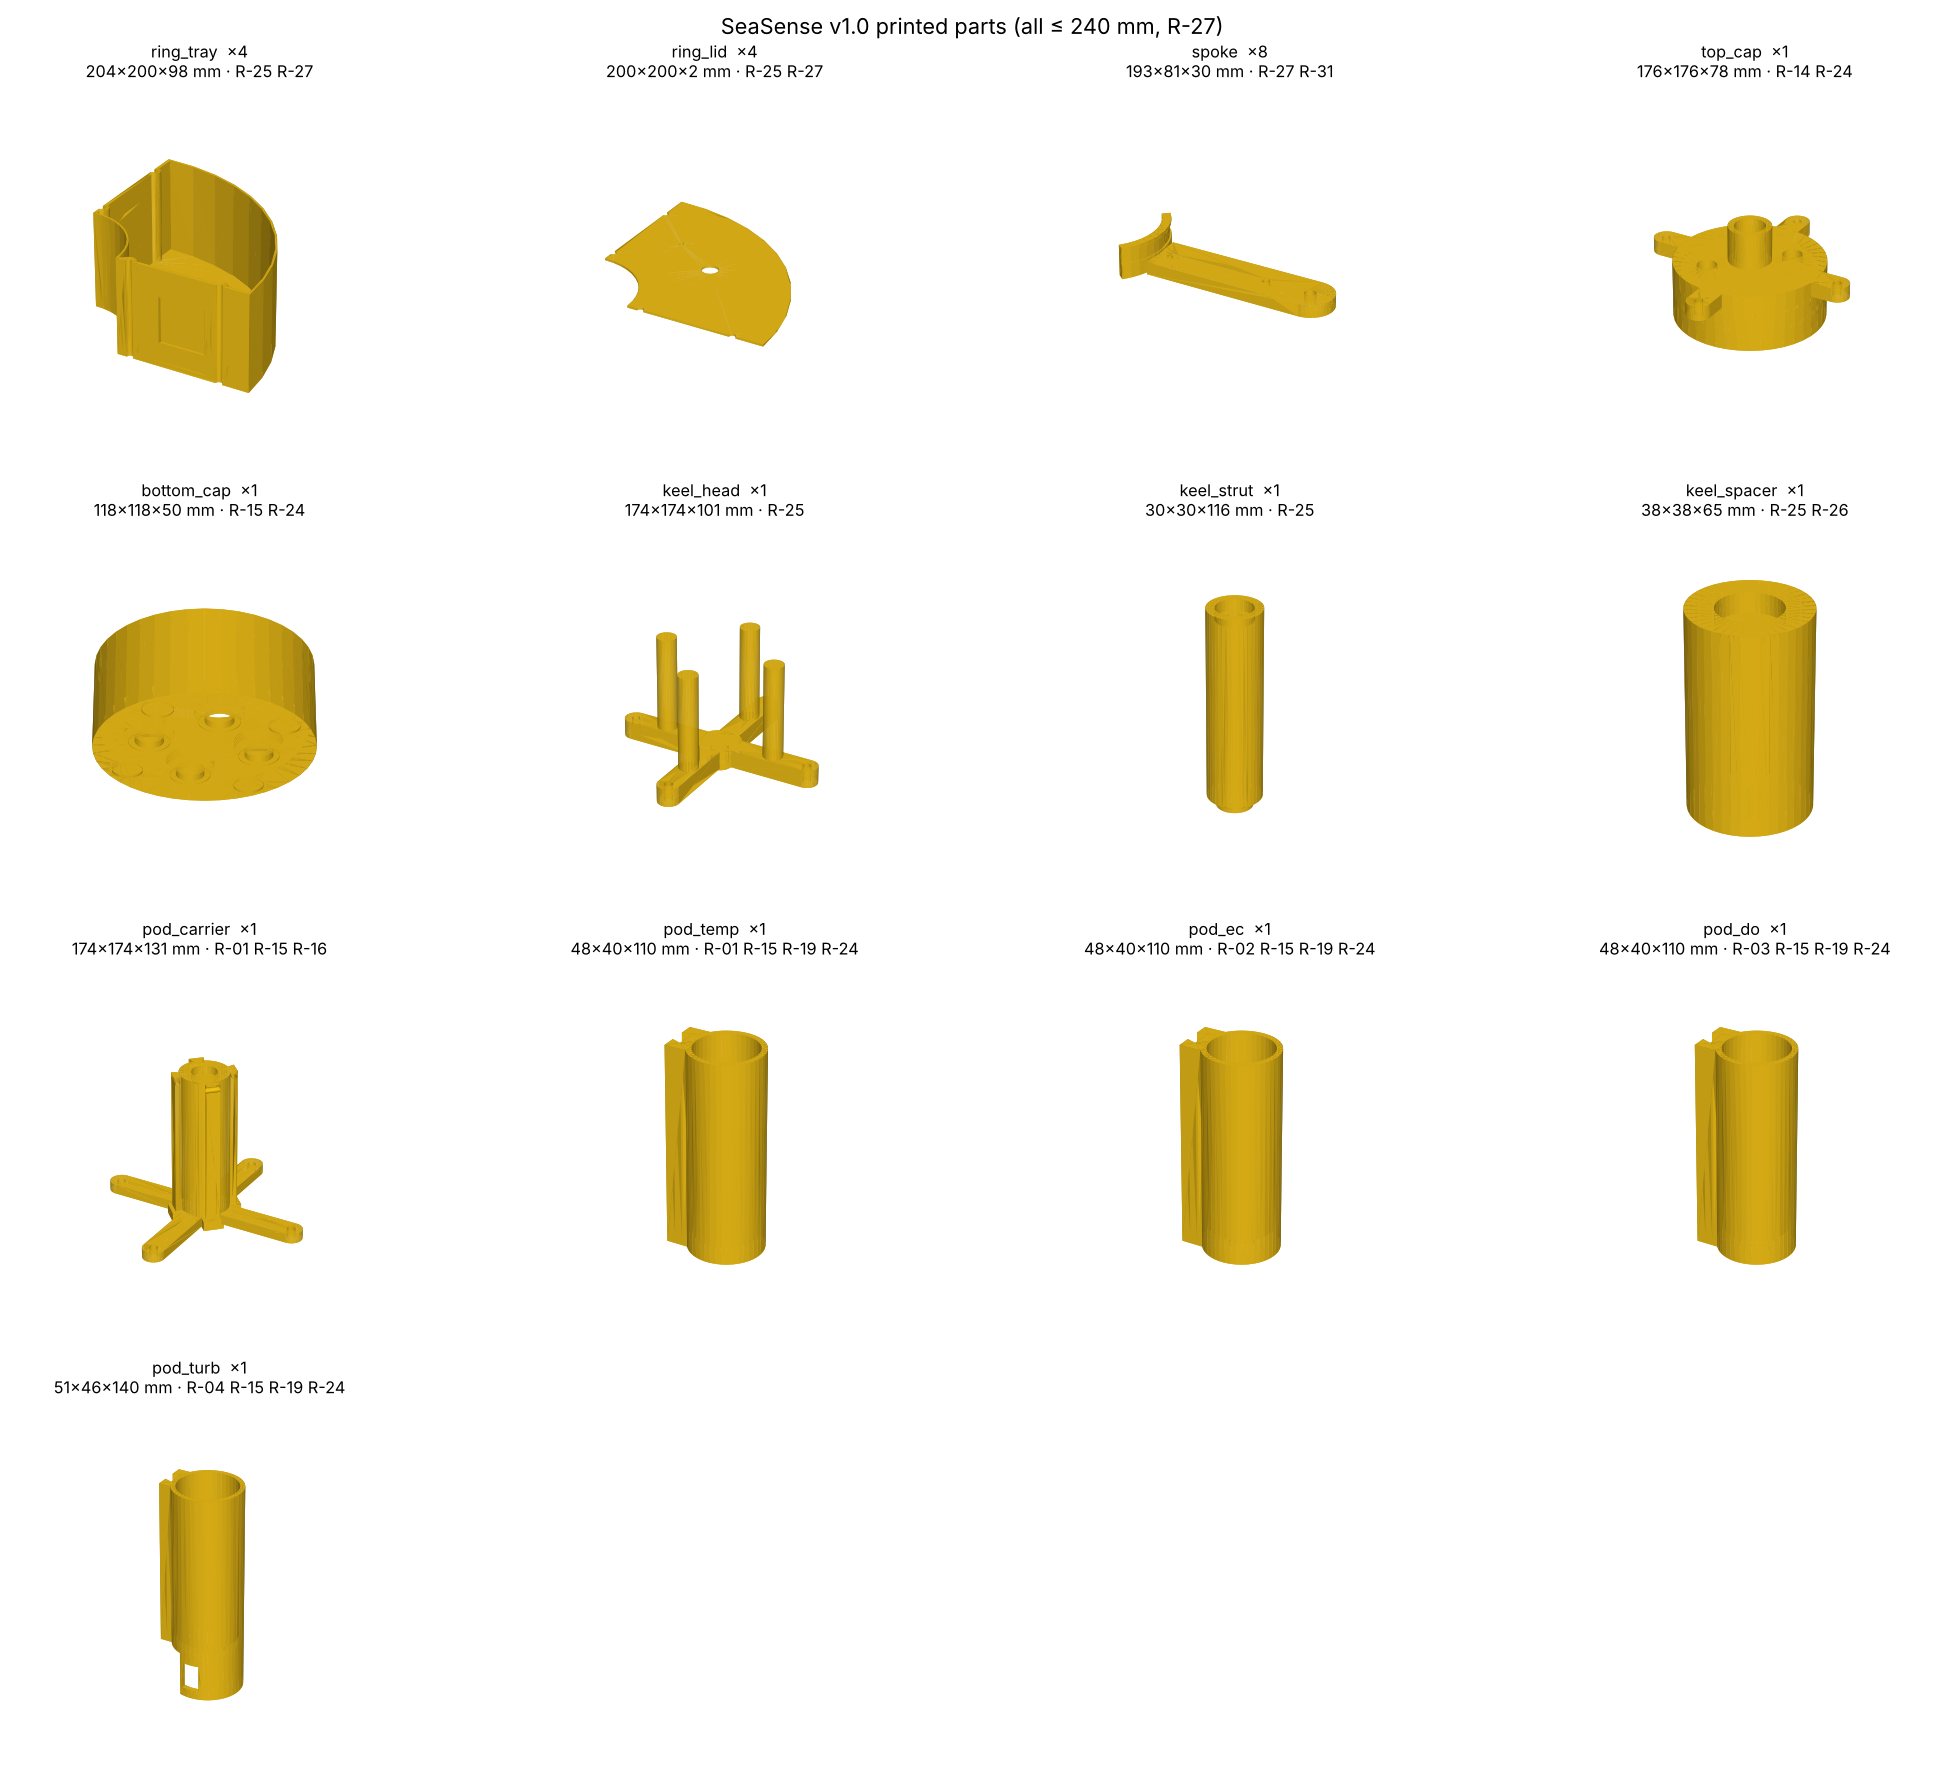 SeaSense v1.0 printed parts (all ≤ 240 mm, R-27)
ring_tray ×4
204×200×98 mm · R-25 R-27
ring_lid ×4
200×200×2 mm · R-25 R-27
spoke ×8
193×81×30 mm · R-27 R-31
top_cap ×1
176×176×78 mm · R-14 R-24
bottom_cap ×1
118×118×50 mm · R-15 R-24
keel_head ×1
174×174×101 mm · R-25
keel_strut ×1
30×30×116 mm · R-25
keel_spacer ×1
38×38×65 mm · R-25 R-26
pod_carrier ×1
174×174×131 mm · R-01 R-15 R-16
pod_temp ×1
48×40×110 mm · R-01 R-15 R-19 R-24
pod_ec ×1
48×40×110 mm · R-02 R-15 R-19 R-24
pod_do ×1
48×40×110 mm · R-03 R-15 R-19 R-24
pod_turb ×1
51×46×140 mm · R-04 R-15 R-19 R-24